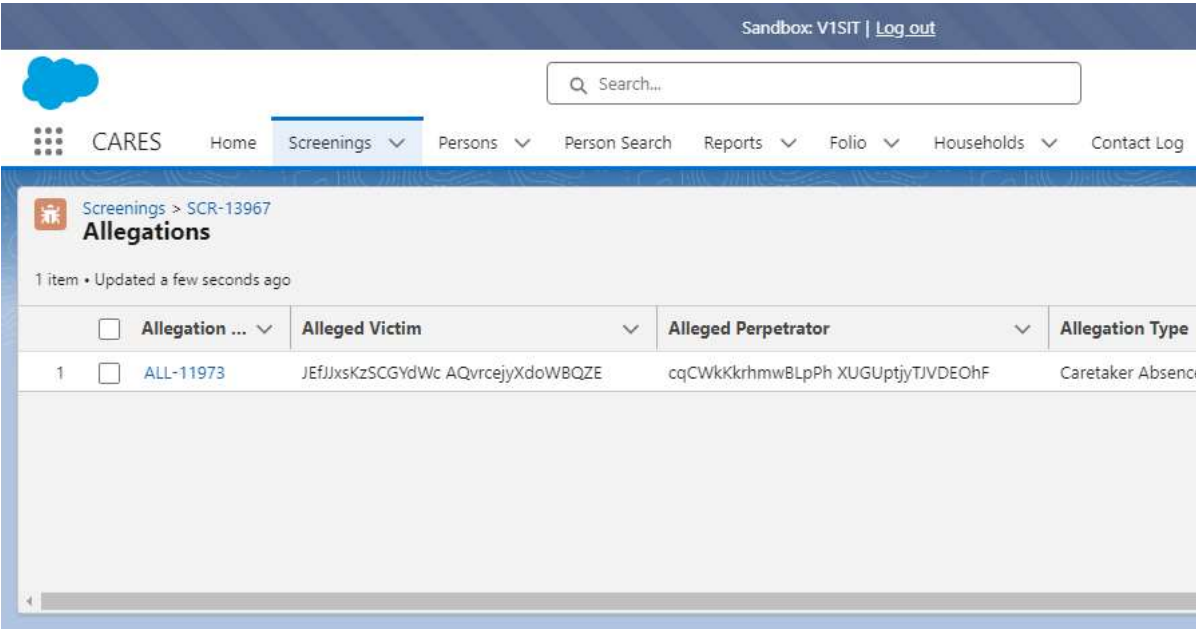 Sandbox: V1SIT | Log out
Search...
CARES Home Screenings Persons Person Search Reports Folio Households Contact Log
Screenings > SCR-13967
Allegations
1 item • Updated a few seconds ago
Allegation ... Alleged Victim Alleged Perpetrator Allegation Type
1 ALL-11973 JEfJJxsKzSCGYdWc AQvrcejyXdoWBQZE cqCWkKkrhmwBLpPh XUGUptjyTJVDEOhF Caretaker Absence